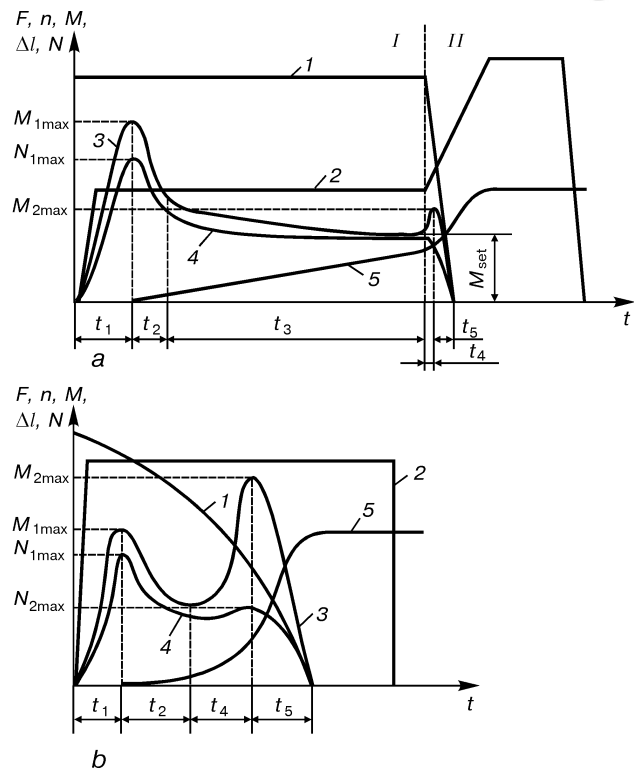 F, n, M,
Δl, N
I II
1
M1max
3
N1max
2
M2max
4
5
Mset
t
t1 t2 t3 t5
t4
a
F, n, M,
Δl, N
M2max
2
1
5
M1max
N1max
N2max
4
3
t1 t2 t4 t5
t
b